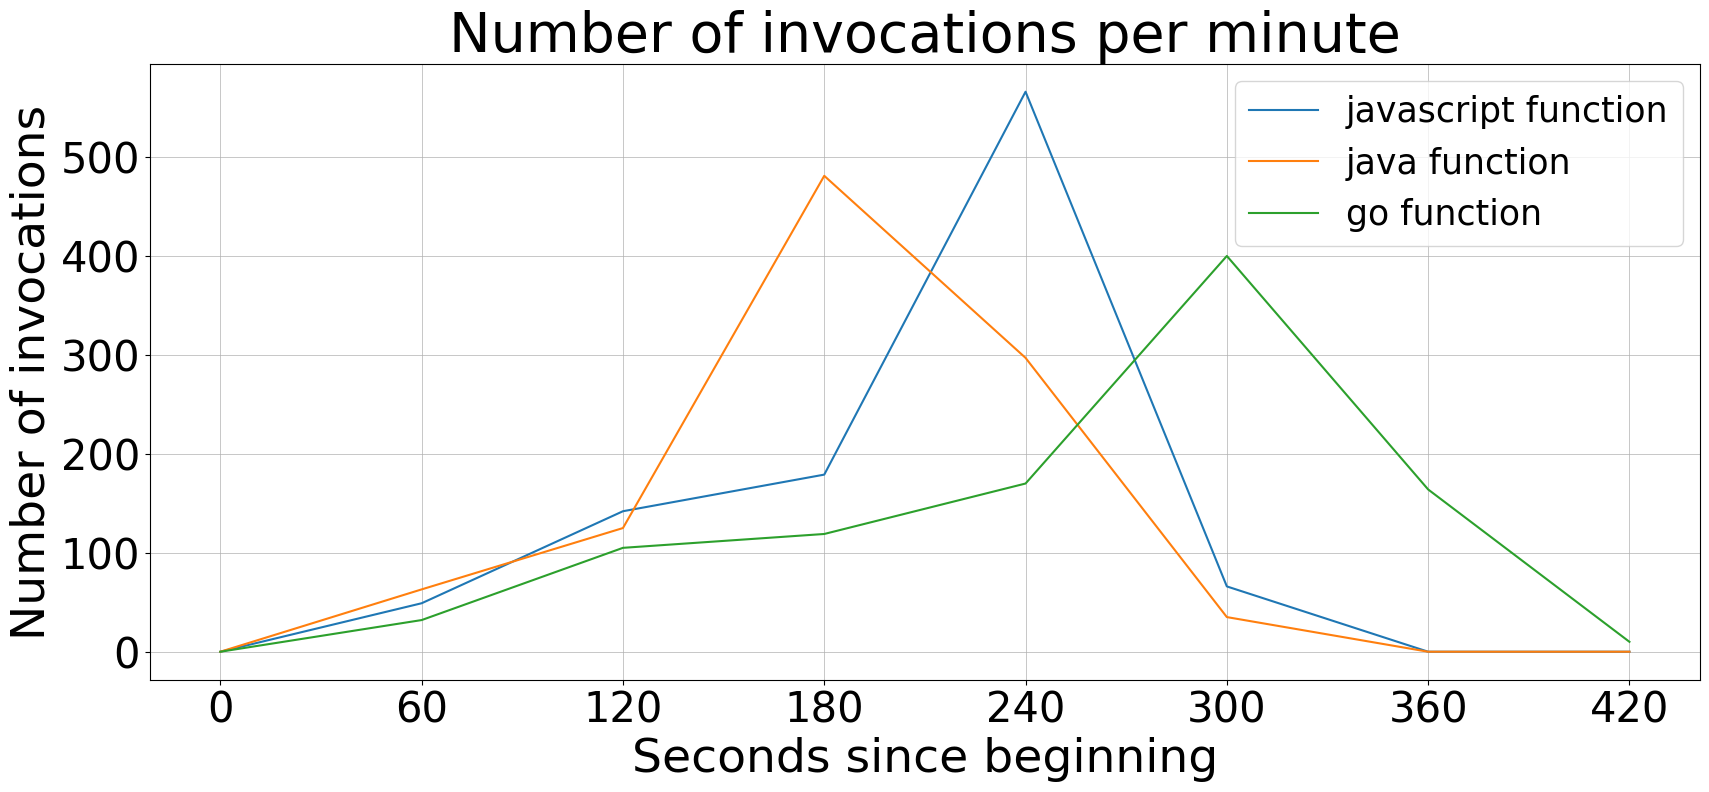 Number of invocations per minute
Number of invocations
500
400
300
200
100
0
javascript function
java function
go function
0 60 120 180 240 300 360 420
Seconds since beginning